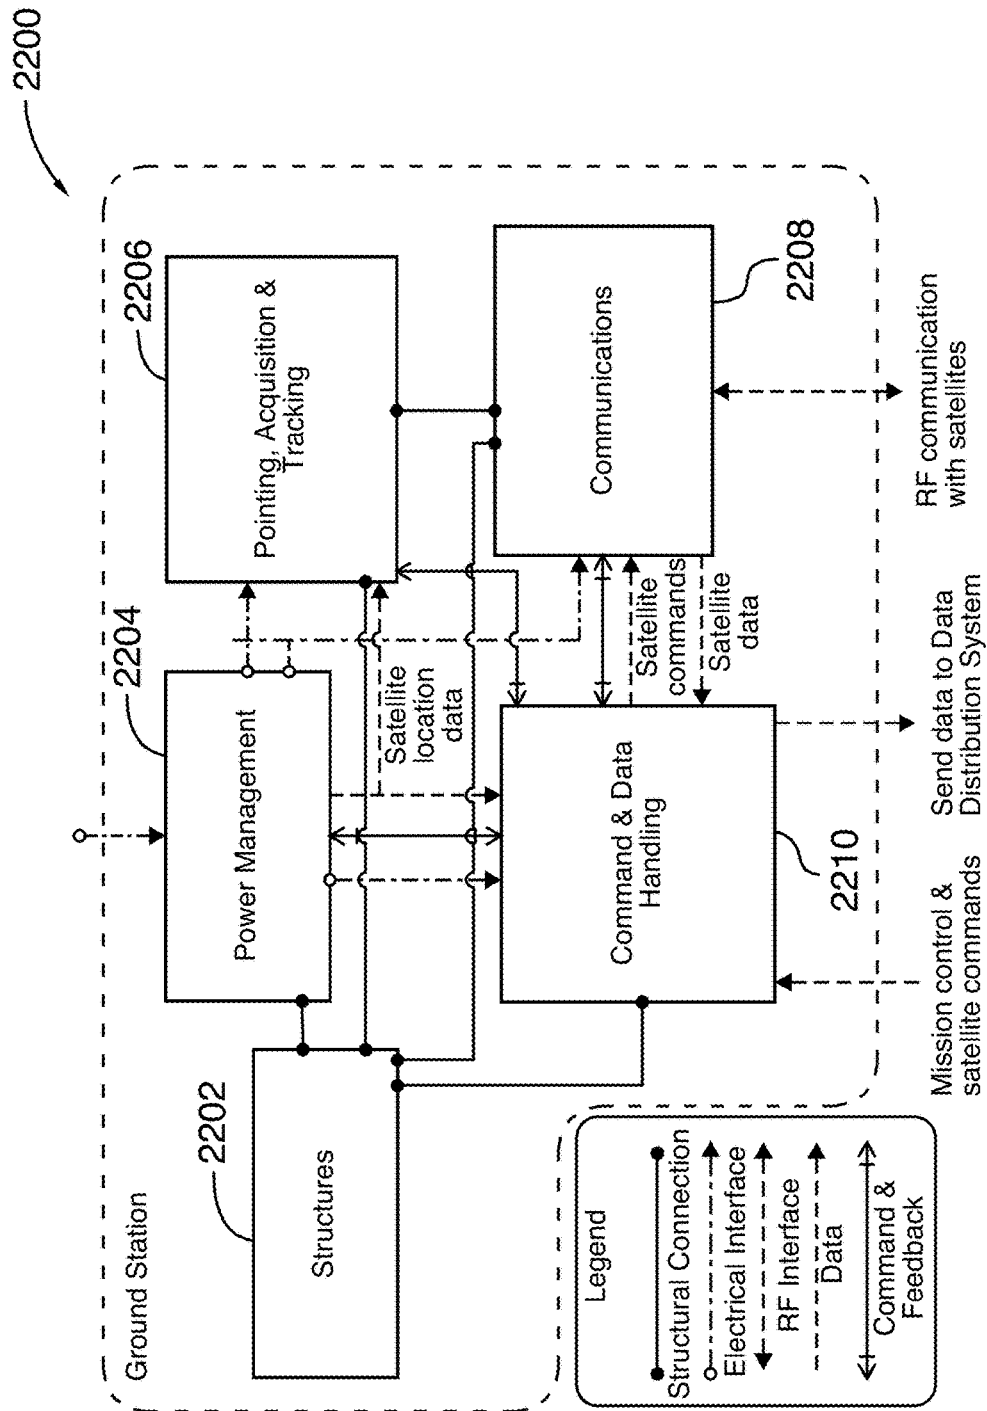 2200
Ground Station
2202
Structures
2204
Power Management
2206
Pointing, Acquisition &
Tracking
Satellite
location
data
Command & Data
Handling
2210
Satellite
commands
Satellite
data
Communications
2208
Legend
Structural Connection
Electrical Interface
RF Interface
Data
Command &
Feedback
Mission control &
satellite commands
Send data to Data
Distribution System
RF communication
with satellites